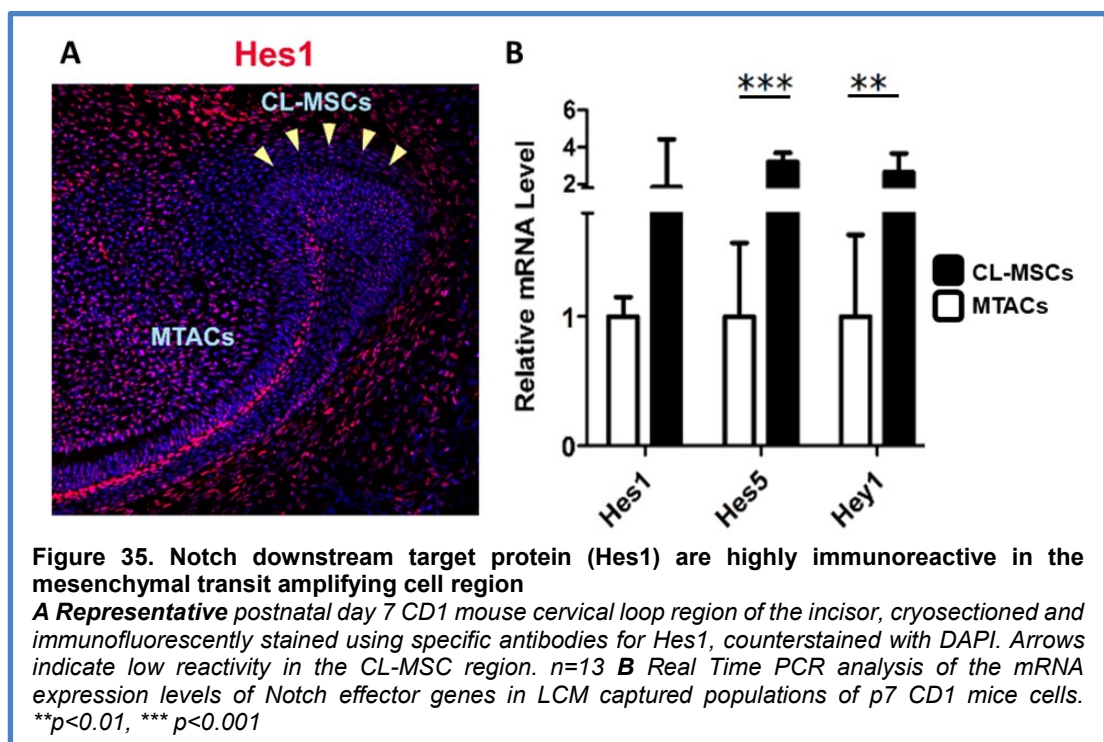 A
Hes1
CL-MSCs
MTACs
B
*** **
6
4
2
1
0
Relative mRNA Level
Hes1
Hes5
Hey1
CL-MSCs
MTACs
Figure 35. Notch downstream target protein (Hes1) are highly immunoreactive in the
mesenchymal transit amplifying cell region
A Representative postnatal day 7 CD1 mouse cervical loop region of the incisor, cryosectioned and
immunofluorescently stained using specific antibodies for Hes1, counterstained with DAPI. Arrows
indicate low reactivity in the CL-MSC region. n=13 B Real Time PCR analysis of the mRNA
expression levels of Notch effector genes in LCM captured populations of p7 CD1 mice cells.
**p<0.01, *** p<0.001